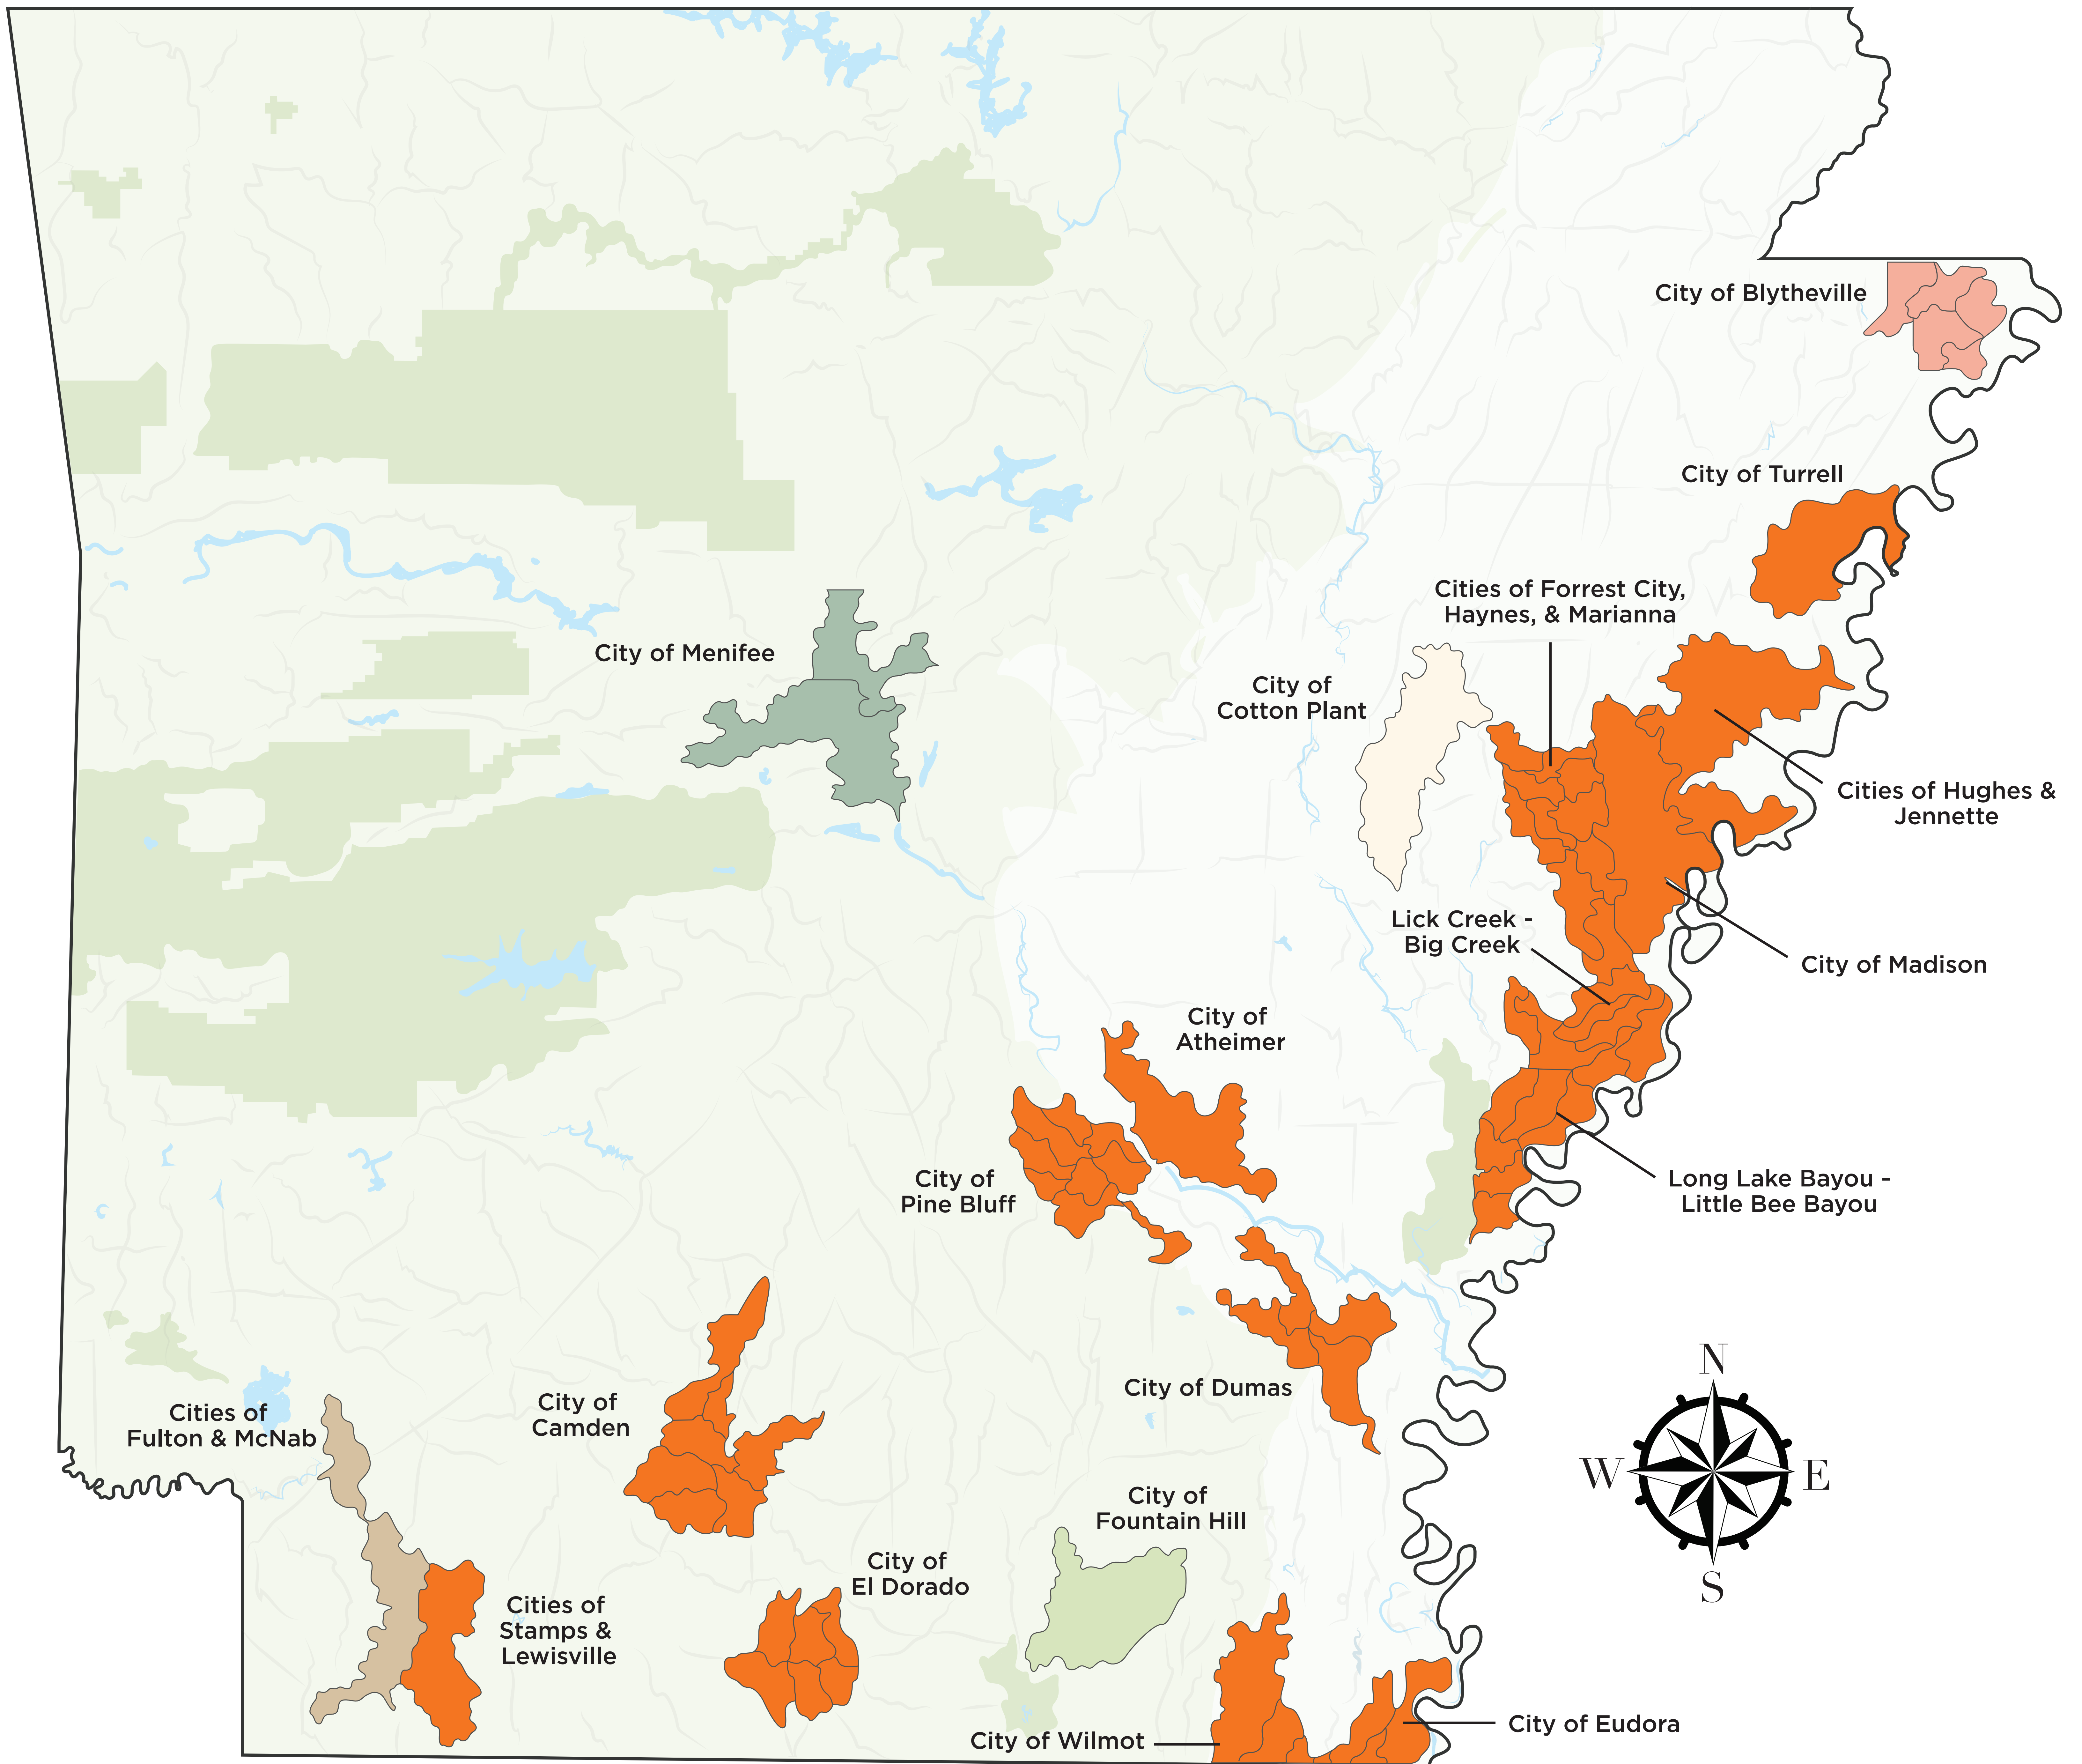 City of Blytheville
City of Turrell
Cities of Forrest City,
Haynes, & Marianna
City of Menifee
City of
Cotton Plant
Cities of Hughes &
Jennette
Lick Creek -
Big Creek
City of Madison
City of
Atheimer
City of
Pine Bluff
Long Lake Bayou -
Little Bee Bayou
City of Dumas
N
W
E
S
Cities of
Fulton & McNab
City of
Camden
City of
Fountain Hill
City of
El Dorado
Cities of
Stamps &
Lewisville
City of Wilmot
City of Eudora